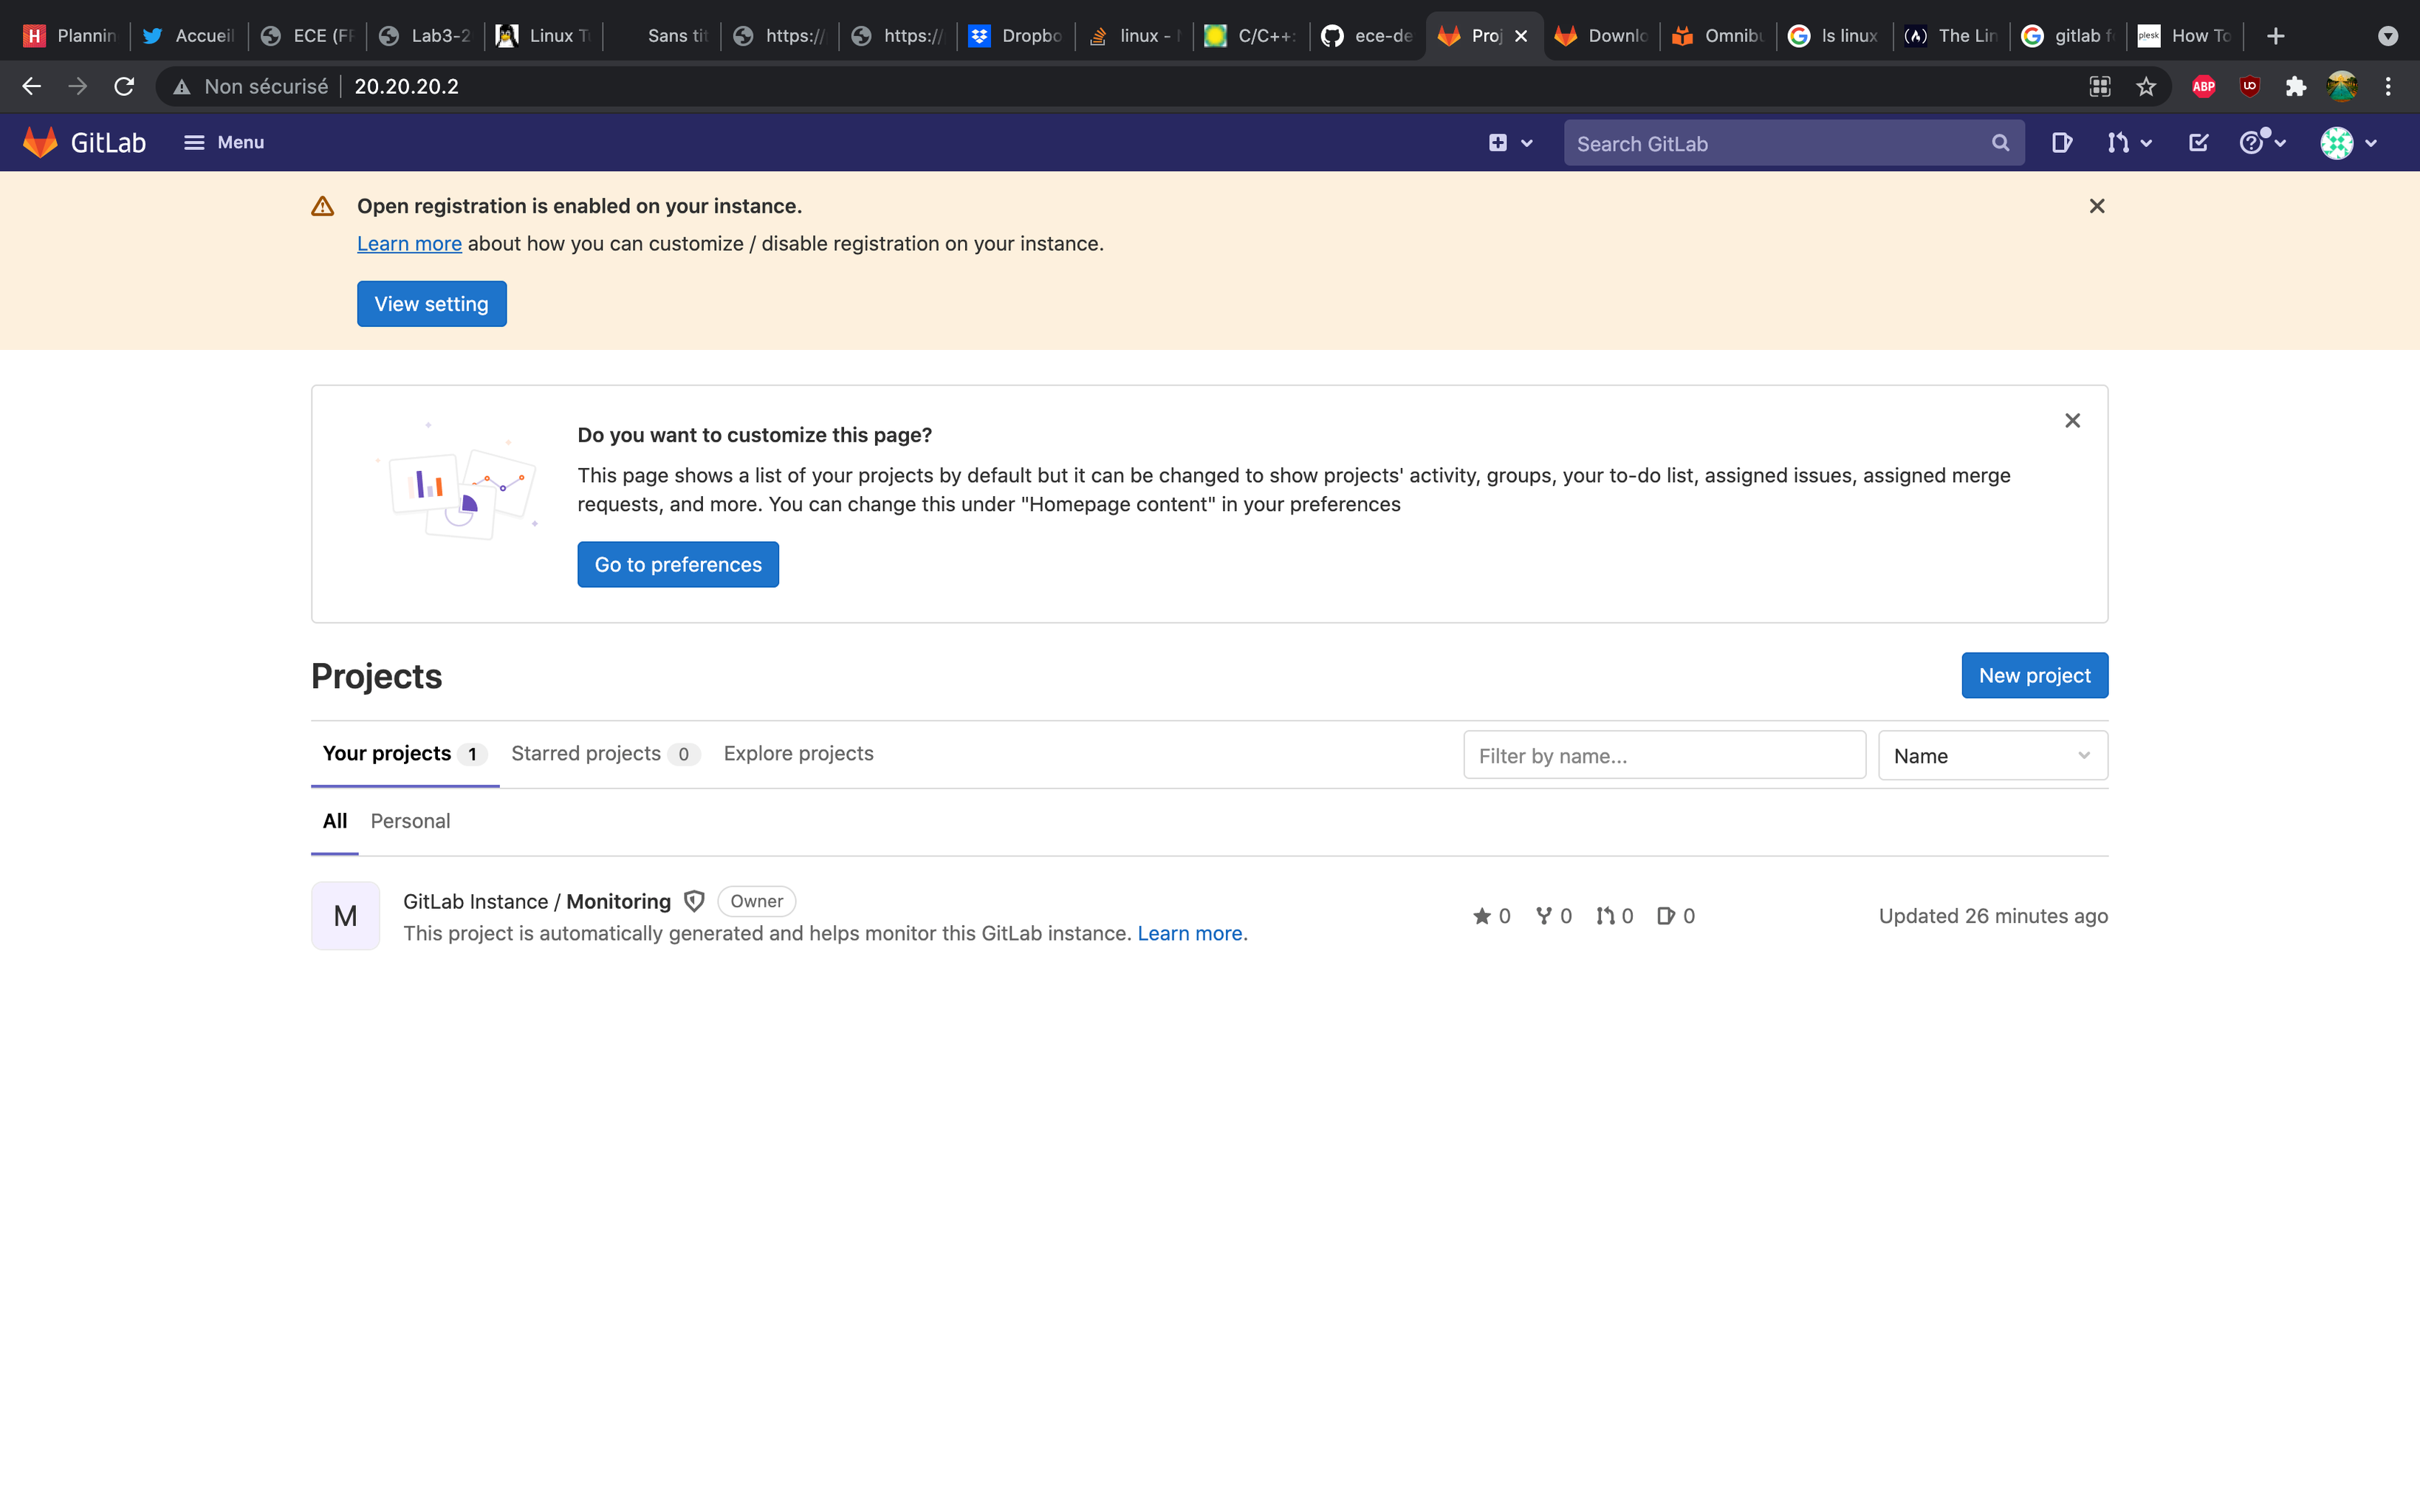 H Plannin Accueil ECE (FR Lab3-2 Linux Tu Sans tit https:// https:// Dropbo linux - C/C++: ece-de Proj Downlo Omnibu ls linux The Lin gitlab f plesk How To
Non sécurisé 20.20.20.2 ABP
GitLab Menu Search GitLab
Open registration is enabled on your instance.
Learn more about how you can customize / disable registration on your instance.
View setting
Do you want to customize this page?
This page shows a list of your projects by default but it can be changed to show projects' activity, groups, your to-do list, assigned issues, assigned merge
requests, and more. You can change this under "Homepage content" in your preferences
Go to preferences
Projects New project
Your projects 1 Starred projects 0 Explore projects Filter by name... Name
All Personal
M GitLab Instance / Monitoring Owner 0 0 0 0 Updated 26 minutes ago
This project is automatically generated and helps monitor this GitLab instance. Learn more.